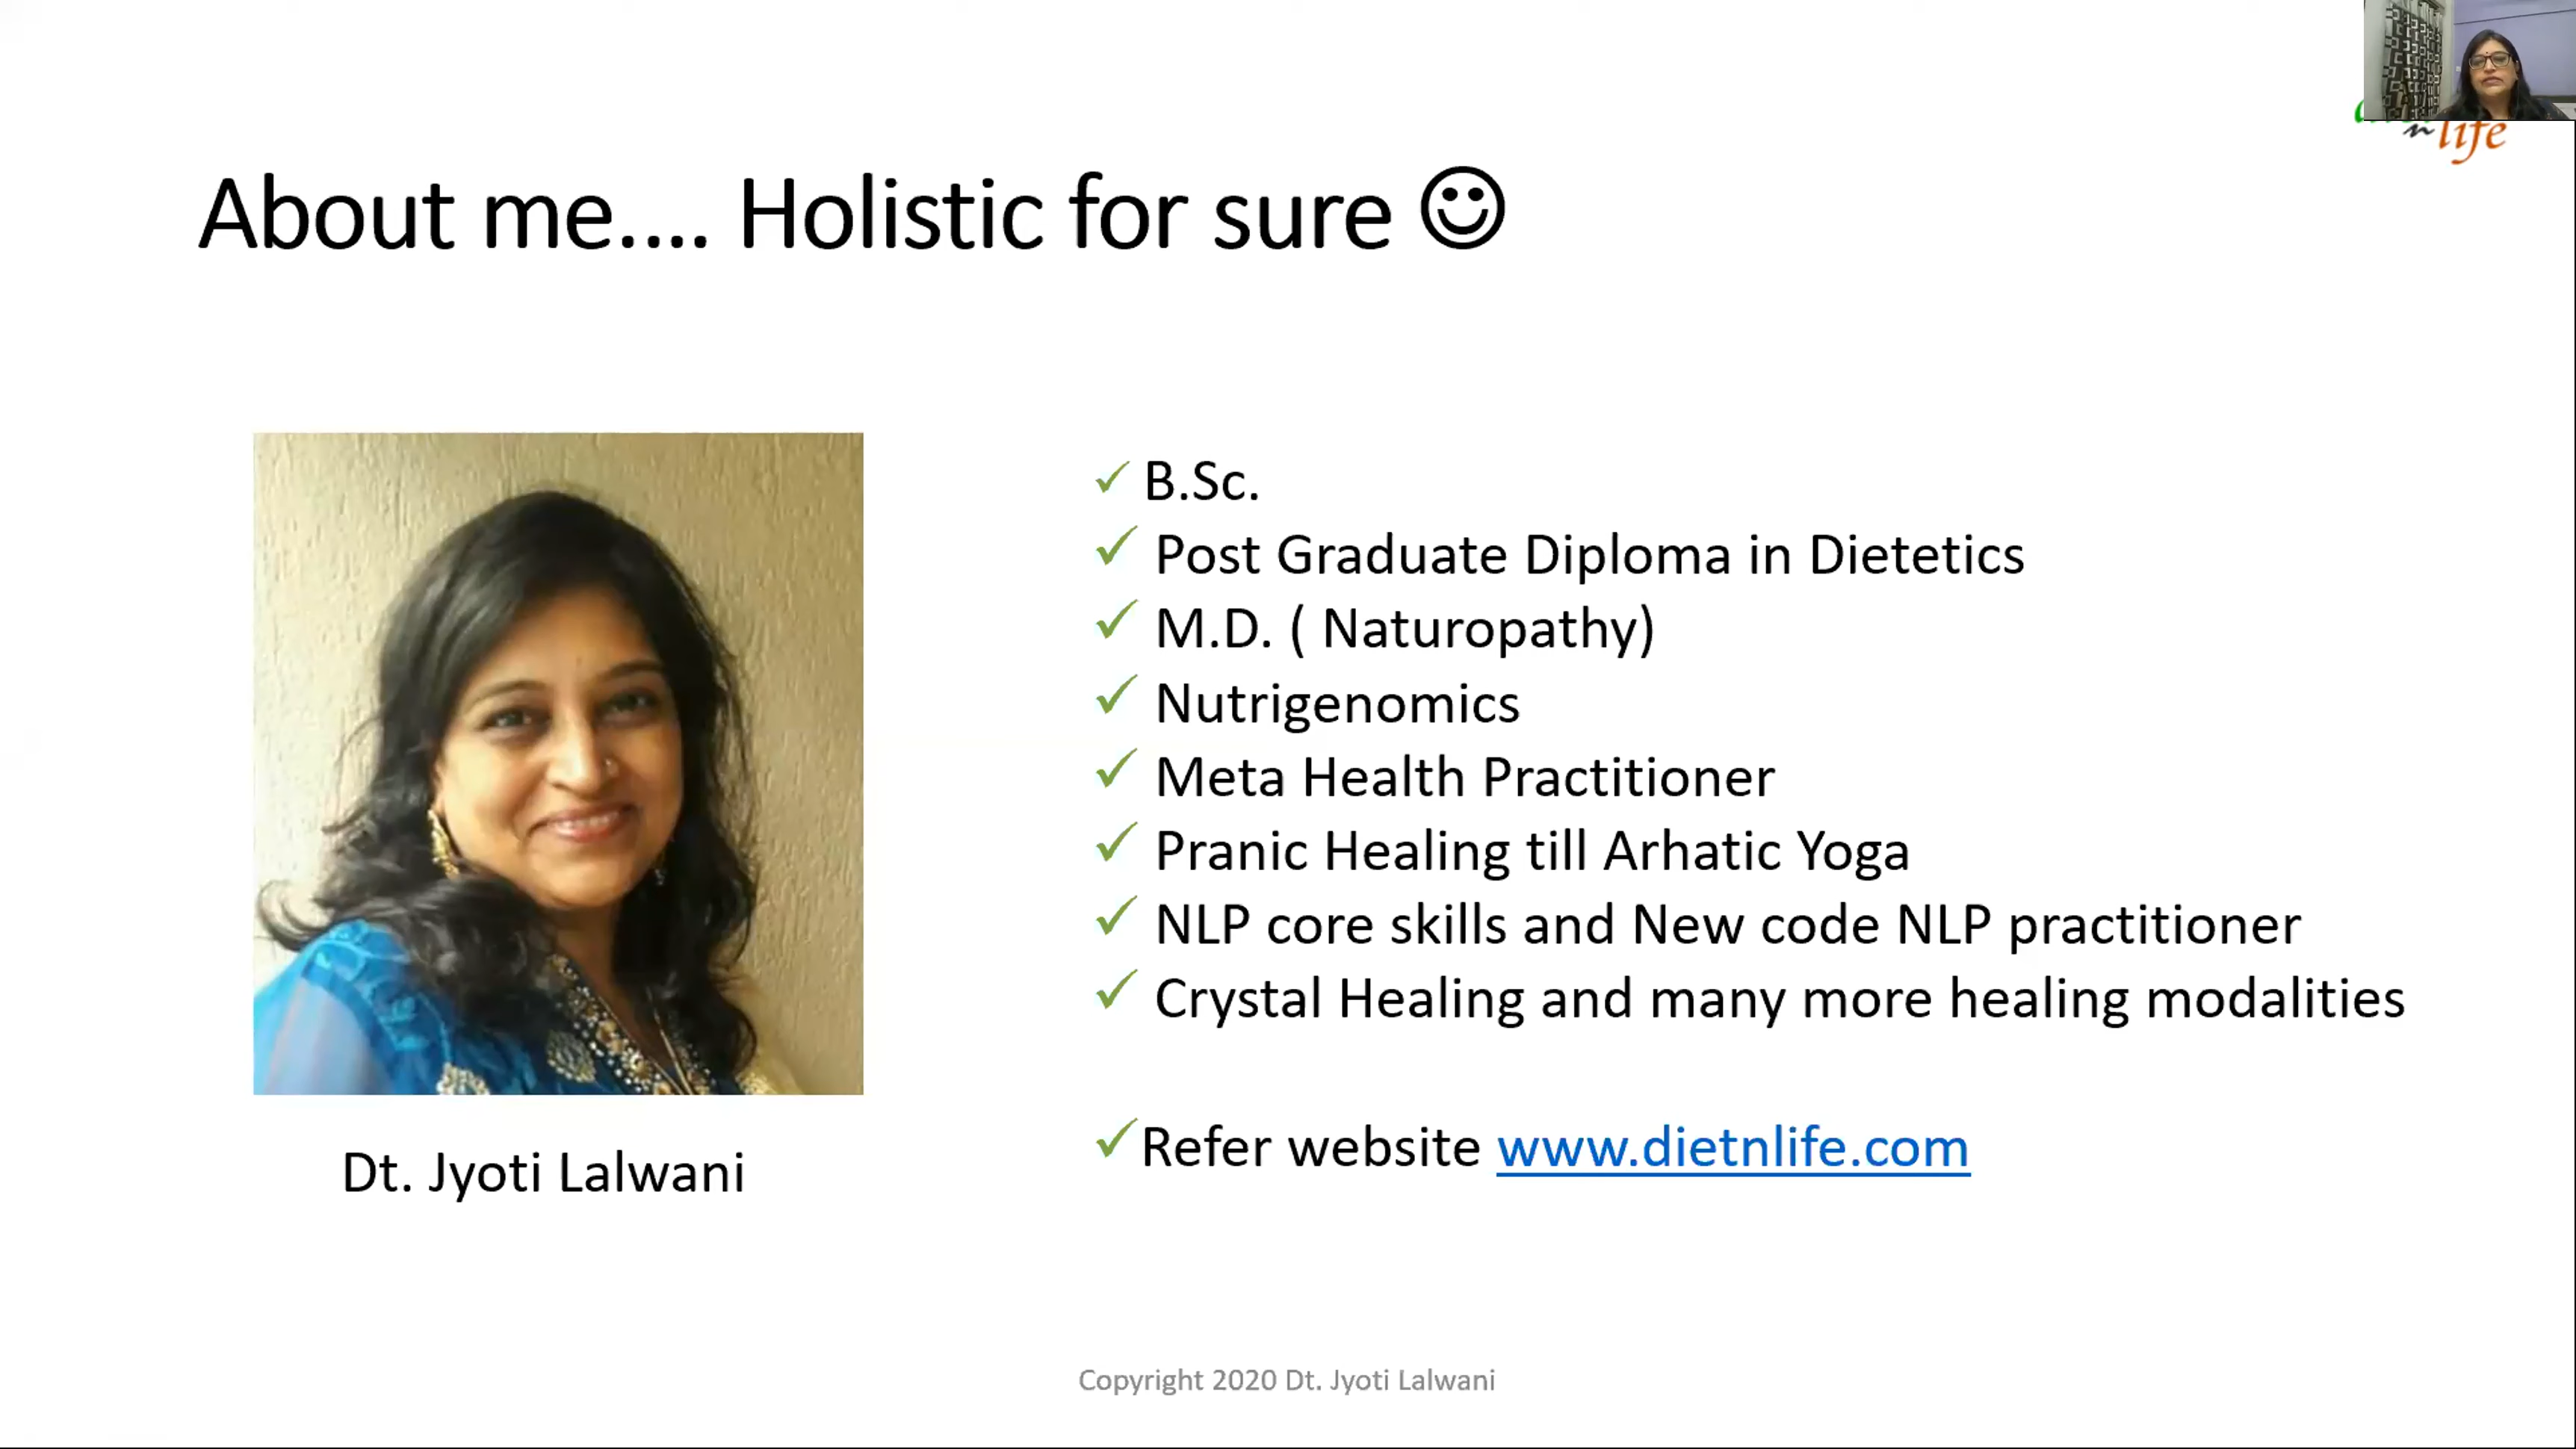 n life
About me.... Holistic for sure ☺
✓ B.Sc.
✓ Post Graduate Diploma in Dietetics
✓ M.D. ( Naturopathy)
✓ Nutrigenomics
✓ Meta Health Practitioner
✓ Pranic Healing till Arhatic Yoga
✓ NLP core skills and New code NLP practitioner
✓ Crystal Healing and many more healing modalities
✓Refer website www.dietnlife.com
Dt. Jyoti Lalwani
Copyright 2020 Dt. Jyoti Lalwani